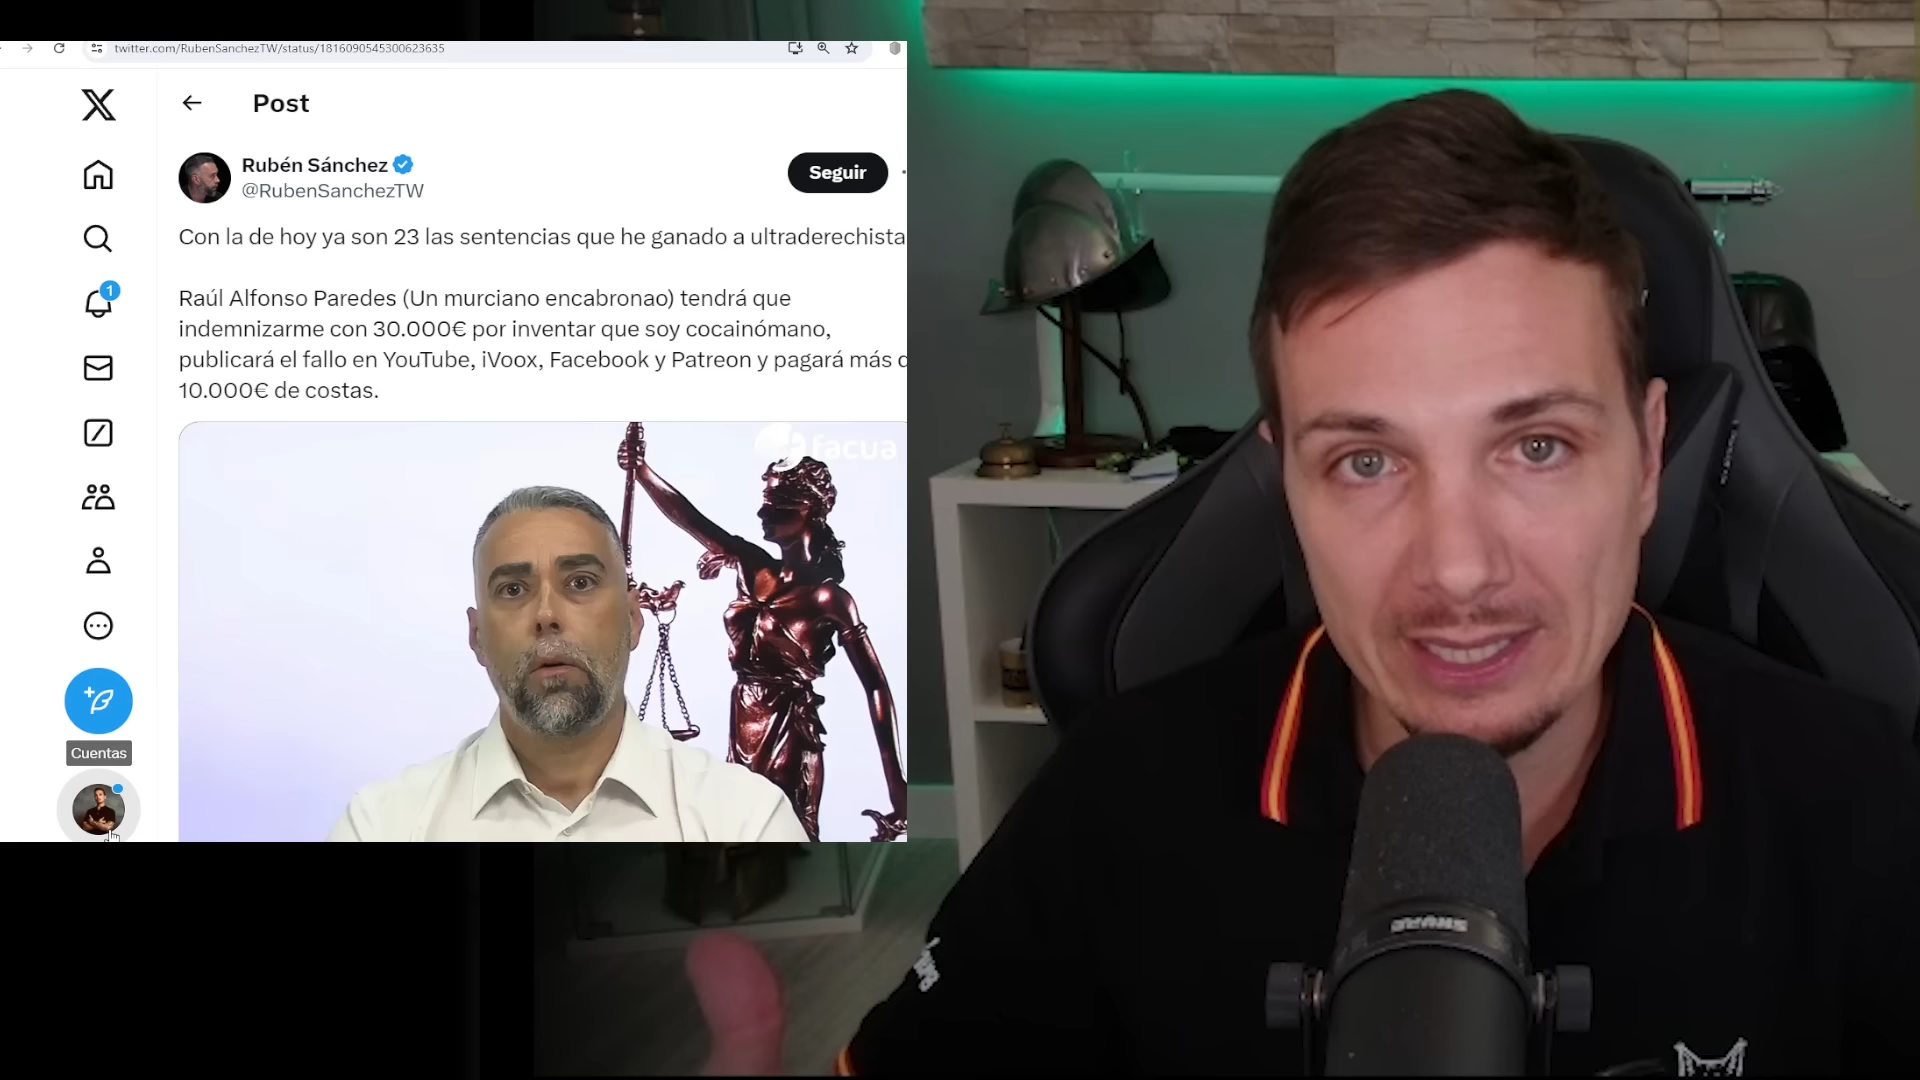 twitter.com/RubenSanchezTW/status/1816090545300623635
Post
Rubén Sánchez
@RubenSanchezTW
Seguir
Con la de hoy ya son 23 las sentencias que he ganado a ultraderechista
Raúl Alfonso Paredes (Un murciano encabronao) tendrá que
indemnizarme con 30.000€ por inventar que soy cocainómano,
publicará el fallo en YouTube, iVoox, Facebook y Patreon y pagará más
10.000€ de costas.
facua
1
Cuentas
SHURE